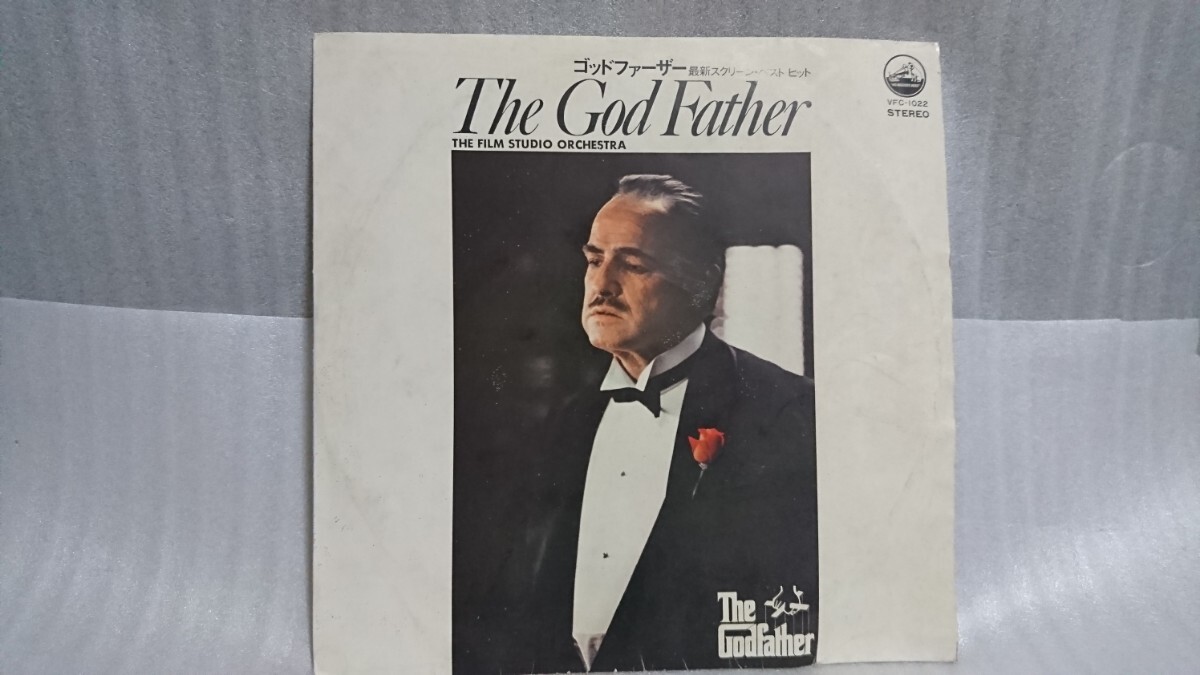 ゴッドファーザー 最新スクリーン・ベスト・ヒット
The God Father
THE FILM STUDIO ORCHESTRA
VFC-1022
STEREO
The
Godfather